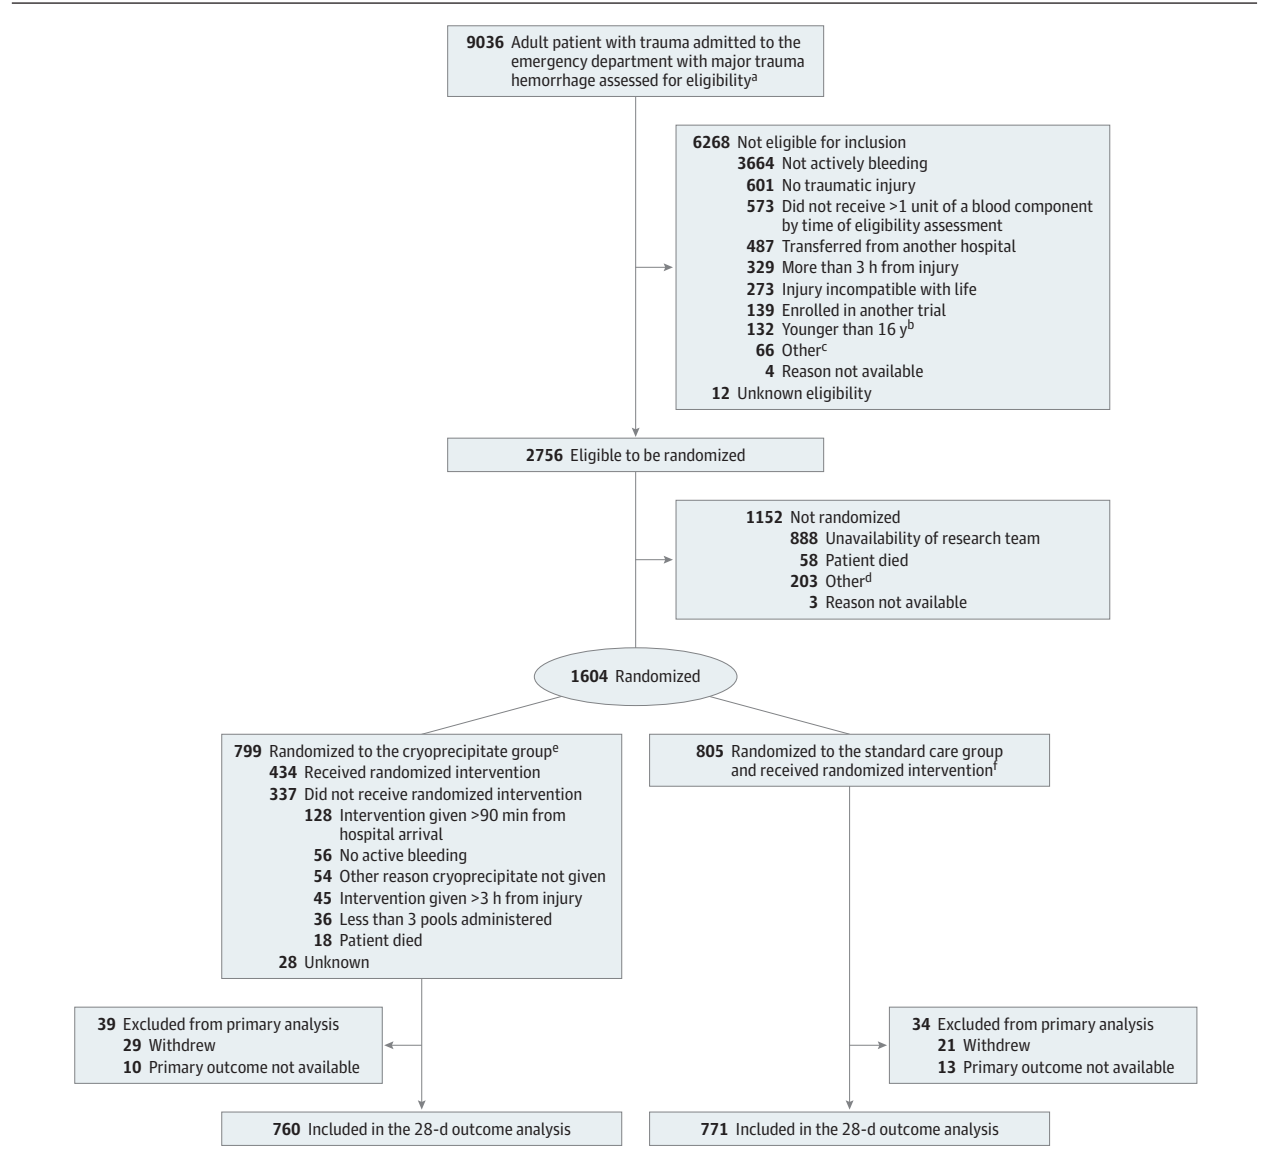 9036 Adult patient with trauma admitted to the
emergency department with major trauma
hemorrhage assessed for eligibilityᵃ
6268 Not eligible for inclusion
3664 Not actively bleeding
601 No traumatic injury
573 Did not receive >1 unit of a blood component
by time of eligibility assessment
487 Transferred from another hospital
329 More than 3 h from injury
273 Injury incompatible with life
139 Enrolled in another trial
132 Younger than 16 yᵇ
66 Otherᶜ
4 Reason not available
12 Unknown eligibility
2756 Eligible to be randomized
1152 Not randomized
888 Unavailability of research team
58 Patient died
203 Otherᵈ
3 Reason not available
1604 Randomized
799 Randomized to the cryoprecipitate groupᵉ
434 Received randomized intervention
337 Did not receive randomized intervention
128 Intervention given >90 min from
hospital arrival
56 No active bleeding
54 Other reason cryoprecipitate not given
45 Intervention given >3 h from injury
36 Less than 3 pools administered
18 Patient died
28 Unknown
805 Randomized to the standard care group
and received randomized interventionᶠ
39 Excluded from primary analysis
29 Withdrew
10 Primary outcome not available
34 Excluded from primary analysis
21 Withdrew
13 Primary outcome not available
760 Included in the 28-d outcome analysis
771 Included in the 28-d outcome analysis